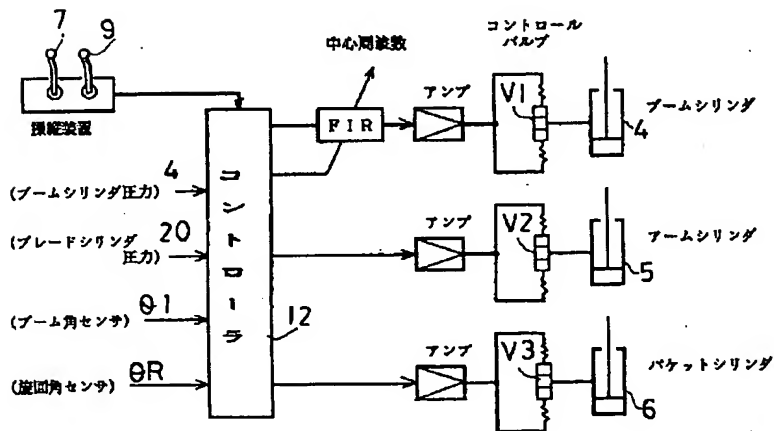 7 9
操縦装置
中心周波数
コントロール
バルブ
FIR
アンプ
V1
ブームシリンダ
4
(ブームシリンダ圧力) 4
(ブレードシリンダ
圧力) 20
(ブーム角センサ) θ1
(旋回角センサ) θR
コントローラ
12
アンプ
V2
アームシリンダ
5
アンプ
V3
バケットシリンダ
6